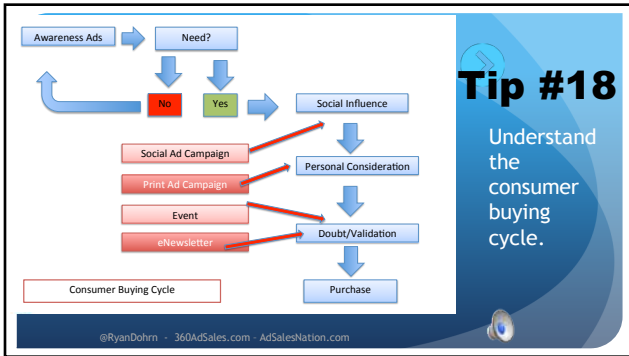 Awareness Ads
Need?
No
Yes
Social Influence
Social Ad Campaign
Print Ad Campaign
Personal Consideration
Event
eNewsletter
Doubt/Validation
Consumer Buying Cycle
Purchase
Tip #18
Understand
the
consumer
buying
cycle.
@RyanDohrn - 360AdSales.com - AdSalesNation.com